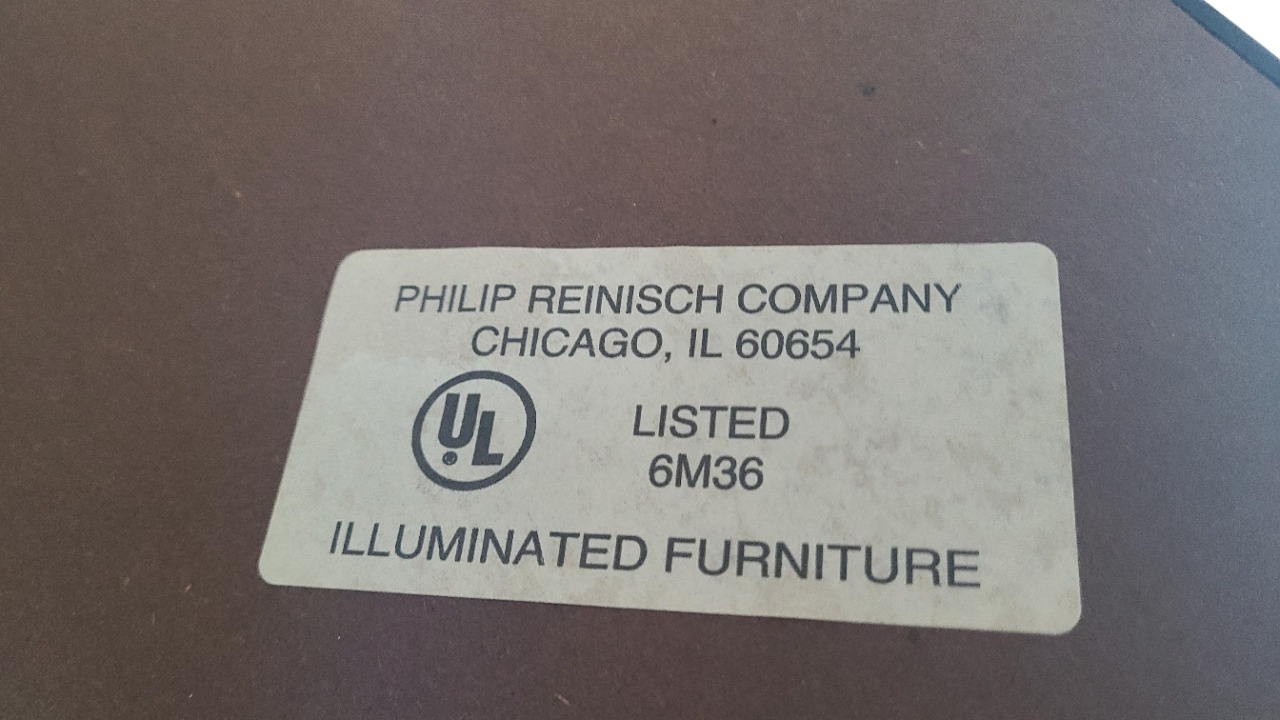 PHILIP REINISCH COMPANY
CHICAGO, IL 60654
UL ®
LISTED
6M36
ILLUMINATED FURNITURE